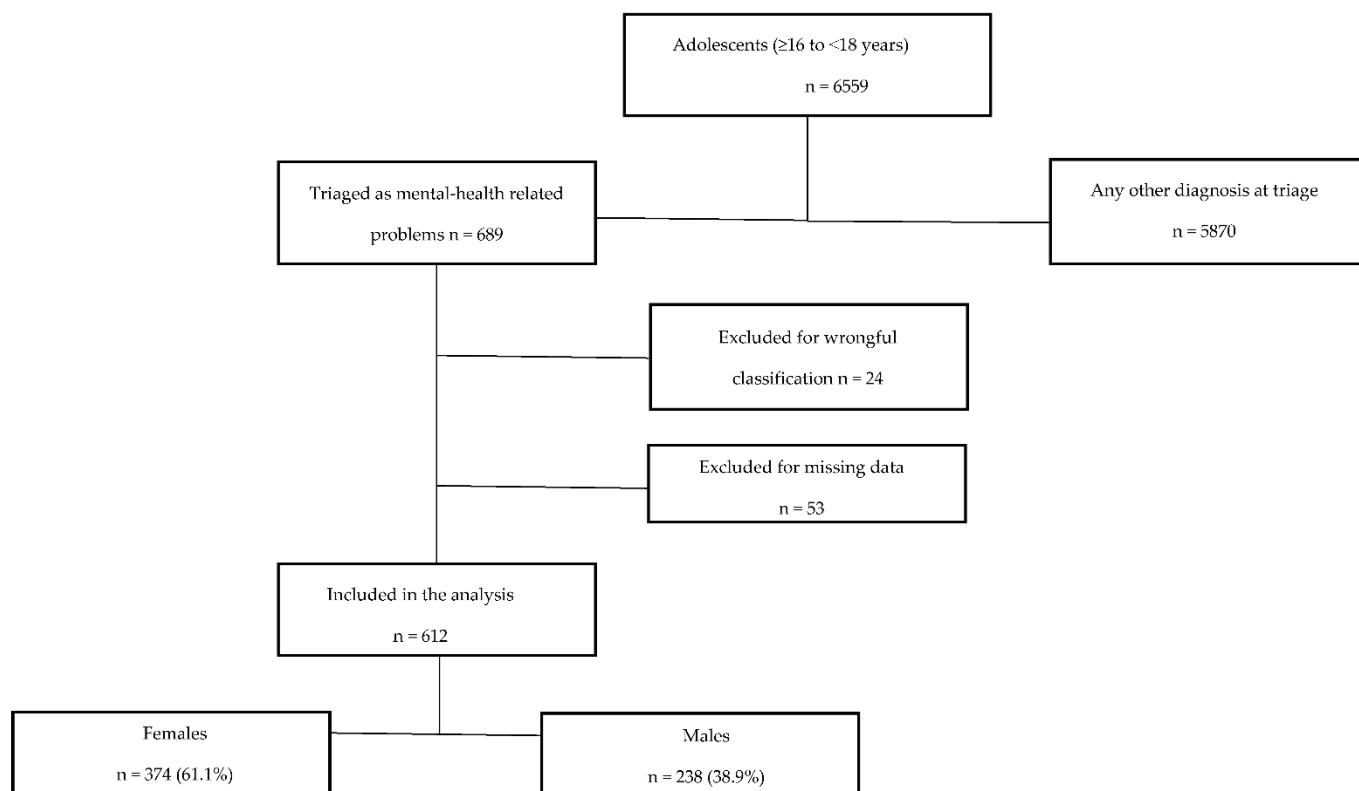 Adolescents (≥16 to <18 years)
n = 6559
Triaged as mental-health related
problems n = 689
Any other diagnosis at triage
n = 5870
Excluded for wrongful
classification n = 24
Excluded for missing data
n = 53
Included in the analysis
n = 612
Females
n = 374 (61.1%)
Males
n = 238 (38.9%)